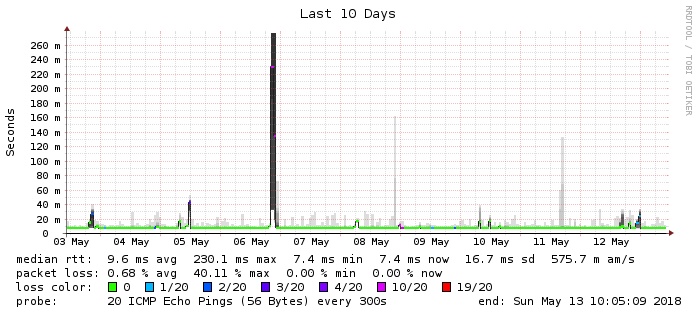 Last 10 Days
RRDTOOL / TOBI OETIKER
Seconds
260 m
240 m
220 m
200 m
180 m
160 m
140 m
120 m
100 m
80 m
60 m
40 m
20 m
0
03 May 04 May 05 May 06 May 07 May 08 May 09 May 10 May 11 May 12 May
median rtt: 9.6 ms avg 230.1 ms max 7.4 ms min 7.4 ms now 16.7 ms sd 575.7 m am/s
packet loss: 0.68 % avg 40.11 % max 0.00 % min 0.00 % now
loss color: 0 1/20 2/20 3/20 4/20 10/20 19/20
probe: 20 ICMP Echo Pings (56 Bytes) every 300s end: Sun May 13 10:05:09 2018